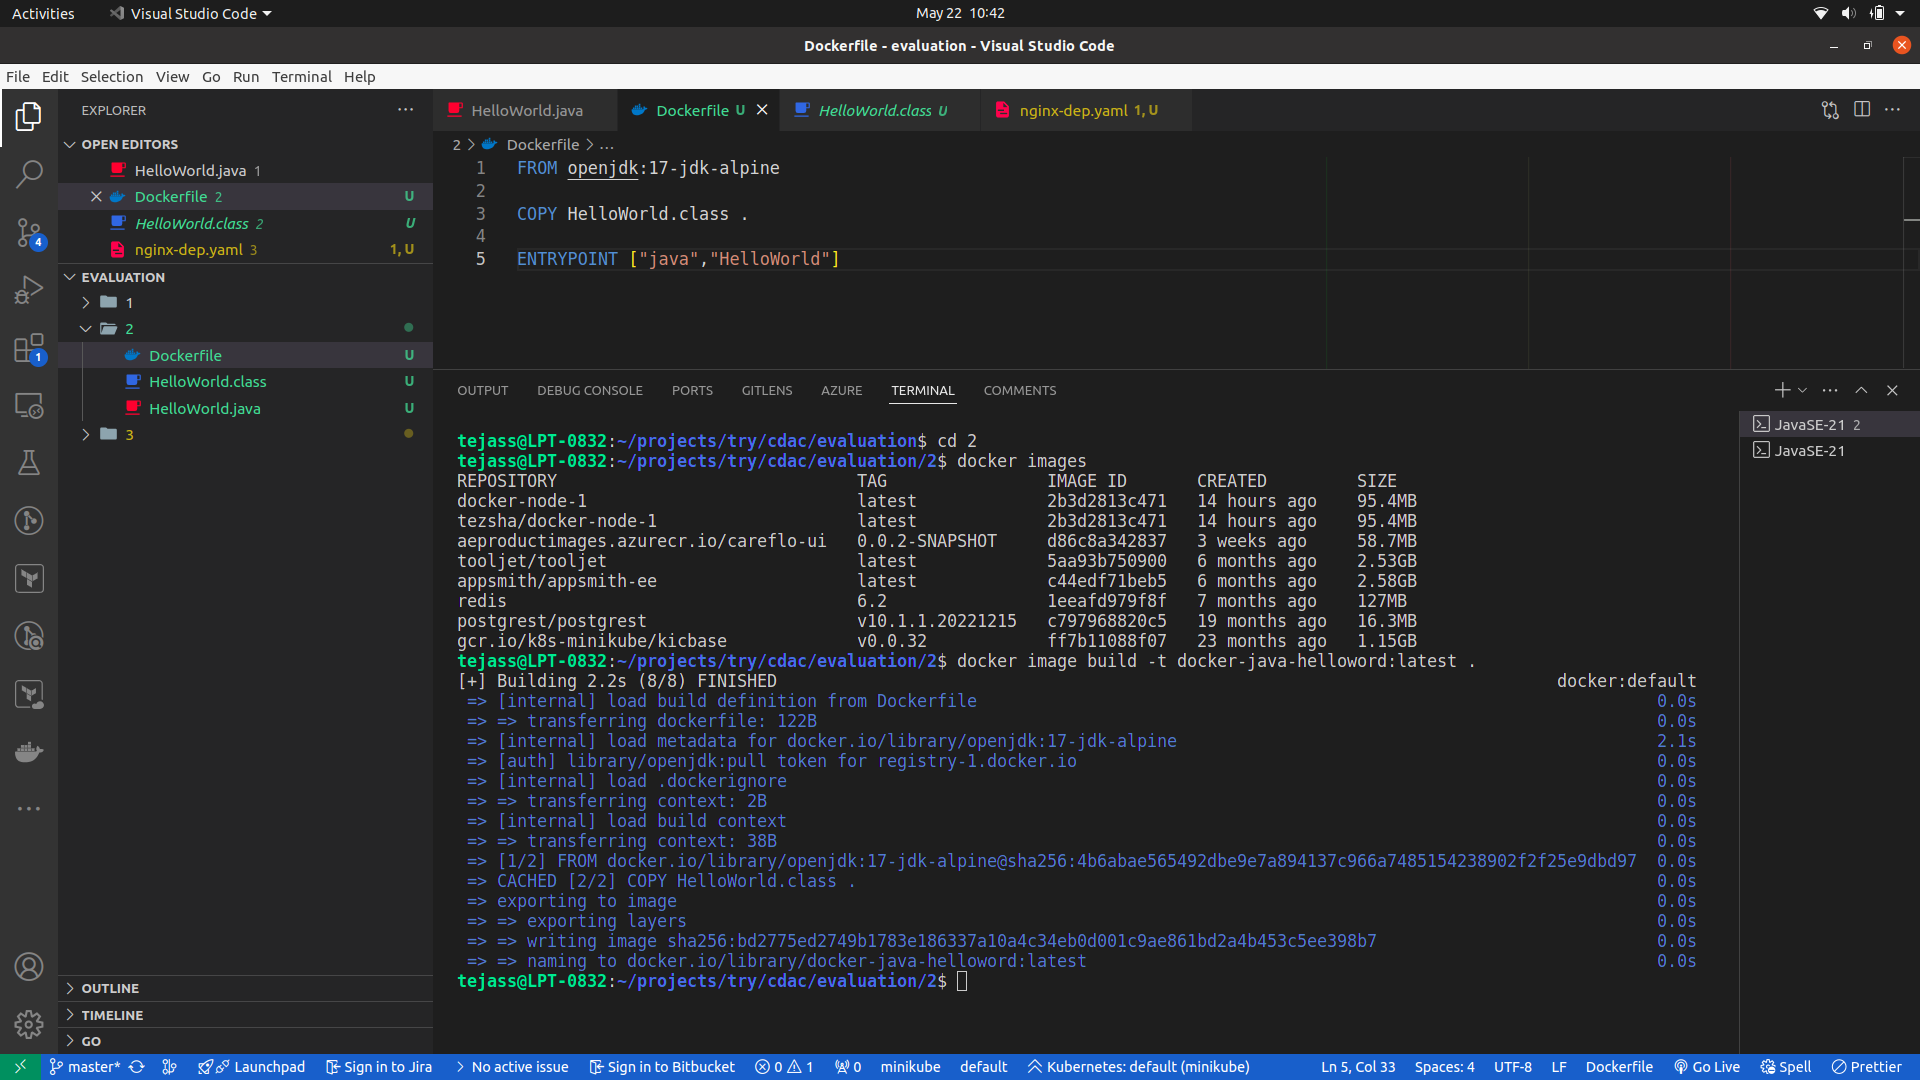 Activities
Visual Studio Code
May 22 10:42
Dockerfile - evaluation - Visual Studio Code
File Edit Selection View Go Run Terminal Help
EXPLORER
HelloWorld.java
Dockerfile U
HelloWorld.class U
nginx-dep.yaml 1, U
OPEN EDITORS
HelloWorld.java 1
Dockerfile 2 U
HelloWorld.class 2 U
nginx-dep.yaml 3 1, U
EVALUATION
1
2
Dockerfile U
HelloWorld.class U
HelloWorld.java U
3
4
1
2 > Dockerfile > ...
1 FROM openjdk:17-jdk-alpine
2
3 COPY HelloWorld.class .
4
5 ENTRYPOINT ["java","HelloWorld"]
OUTPUT DEBUG CONSOLE PORTS GITLENS AZURE TERMINAL COMMENTS
JavaSE-21 2
JavaSE-21
tejass@LPT-0832:~/projects/try/cdac/evaluation$ cd 2
tejass@LPT-0832:~/projects/try/cdac/evaluation/2$ docker images
REPOSITORY TAG IMAGE ID CREATED SIZE
docker-node-1 latest 2b3d2813c471 14 hours ago 95.4MB
tezsha/docker-node-1 latest 2b3d2813c471 14 hours ago 95.4MB
aeproductimages.azurecr.io/careflo-ui 0.0.2-SNAPSHOT d86c8a342837 3 weeks ago 58.7MB
tooljet/tooljet latest 5aa93b750900 6 months ago 2.53GB
appsmith/appsmith-ee latest c44edf71beb5 6 months ago 2.58GB
redis 6.2 1eeafd979f8f 7 months ago 127MB
postgrest/postgrest v10.1.1.20221215 c797968820c5 19 months ago 16.3MB
gcr.io/k8s-minikube/kicbase v0.0.32 ff7b11088f07 23 months ago 1.15GB
tejass@LPT-0832:~/projects/try/cdac/evaluation/2$ docker image build -t docker-java-helloword:latest .
[+] Building 2.2s (8/8) FINISHED docker:default
=> [internal] load build definition from Dockerfile 0.0s
=> => transferring dockerfile: 122B 0.0s
=> [internal] load metadata for docker.io/library/openjdk:17-jdk-alpine 2.1s
=> [auth] library/openjdk:pull token for registry-1.docker.io 0.0s
=> [internal] load .dockerignore 0.0s
=> => transferring context: 2B 0.0s
=> [internal] load build context 0.0s
=> => transferring context: 38B 0.0s
=> [1/2] FROM docker.io/library/openjdk:17-jdk-alpine@sha256:4b6abae565492dbe9e7a894137c966a7485154238902f2f25e9dbd97 0.0s
=> CACHED [2/2] COPY HelloWorld.class . 0.0s
=> exporting to image 0.0s
=> => exporting layers 0.0s
=> => writing image sha256:bd2775ed2749b1783e186337a10a4c34eb0d001c9ae861bd2a4b453c5ee398b7 0.0s
=> => naming to docker.io/library/docker-java-helloword:latest 0.0s
tejass@LPT-0832:~/projects/try/cdac/evaluation/2$
OUTLINE
TIMELINE
GO
master* Launchpad Sign in to Jira No active issue Sign in to Bitbucket 0 1 0 minikube default Kubernetes: default (minikube) Ln 5, Col 33 Spaces: 4 UTF-8 LF Dockerfile Go Live Spell Prettier